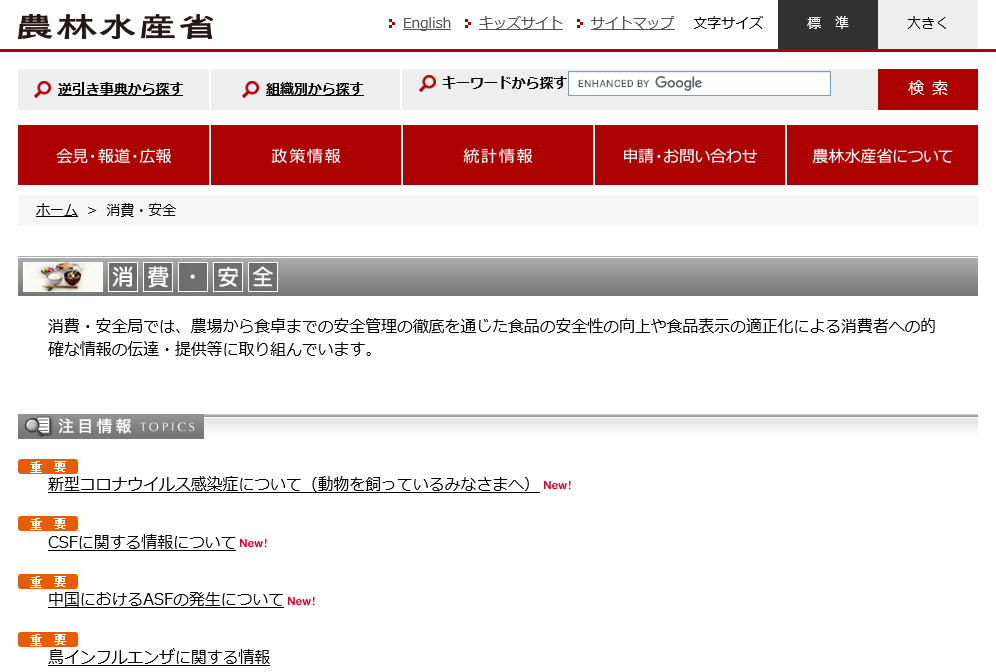 農林水産省
English キッズサイト サイトマップ 文字サイズ 標 準 大きく
逆引き事典から探す 組織別から探す キーワードから探す ENHANCED BY Google 検 索
会見・報道・広報 政策情報 統計情報 申請・お問い合わせ 農林水産省について
ホーム > 消費・安全
消費・安全
消費・安全局では、農場から食卓までの安全管理の徹底を通じた食品の安全性の向上や食品表示の適正化による消費者への的
確な情報の伝達・提供等に取り組んでいます。
注目情報 TOPICS
重 要
新型コロナウイルス感染症について（動物を飼っているみなさまへ） New!
重 要
CSFに関する情報について New!
重 要
中国におけるASFの発生について New!
重 要
鳥インフルエンザに関する情報